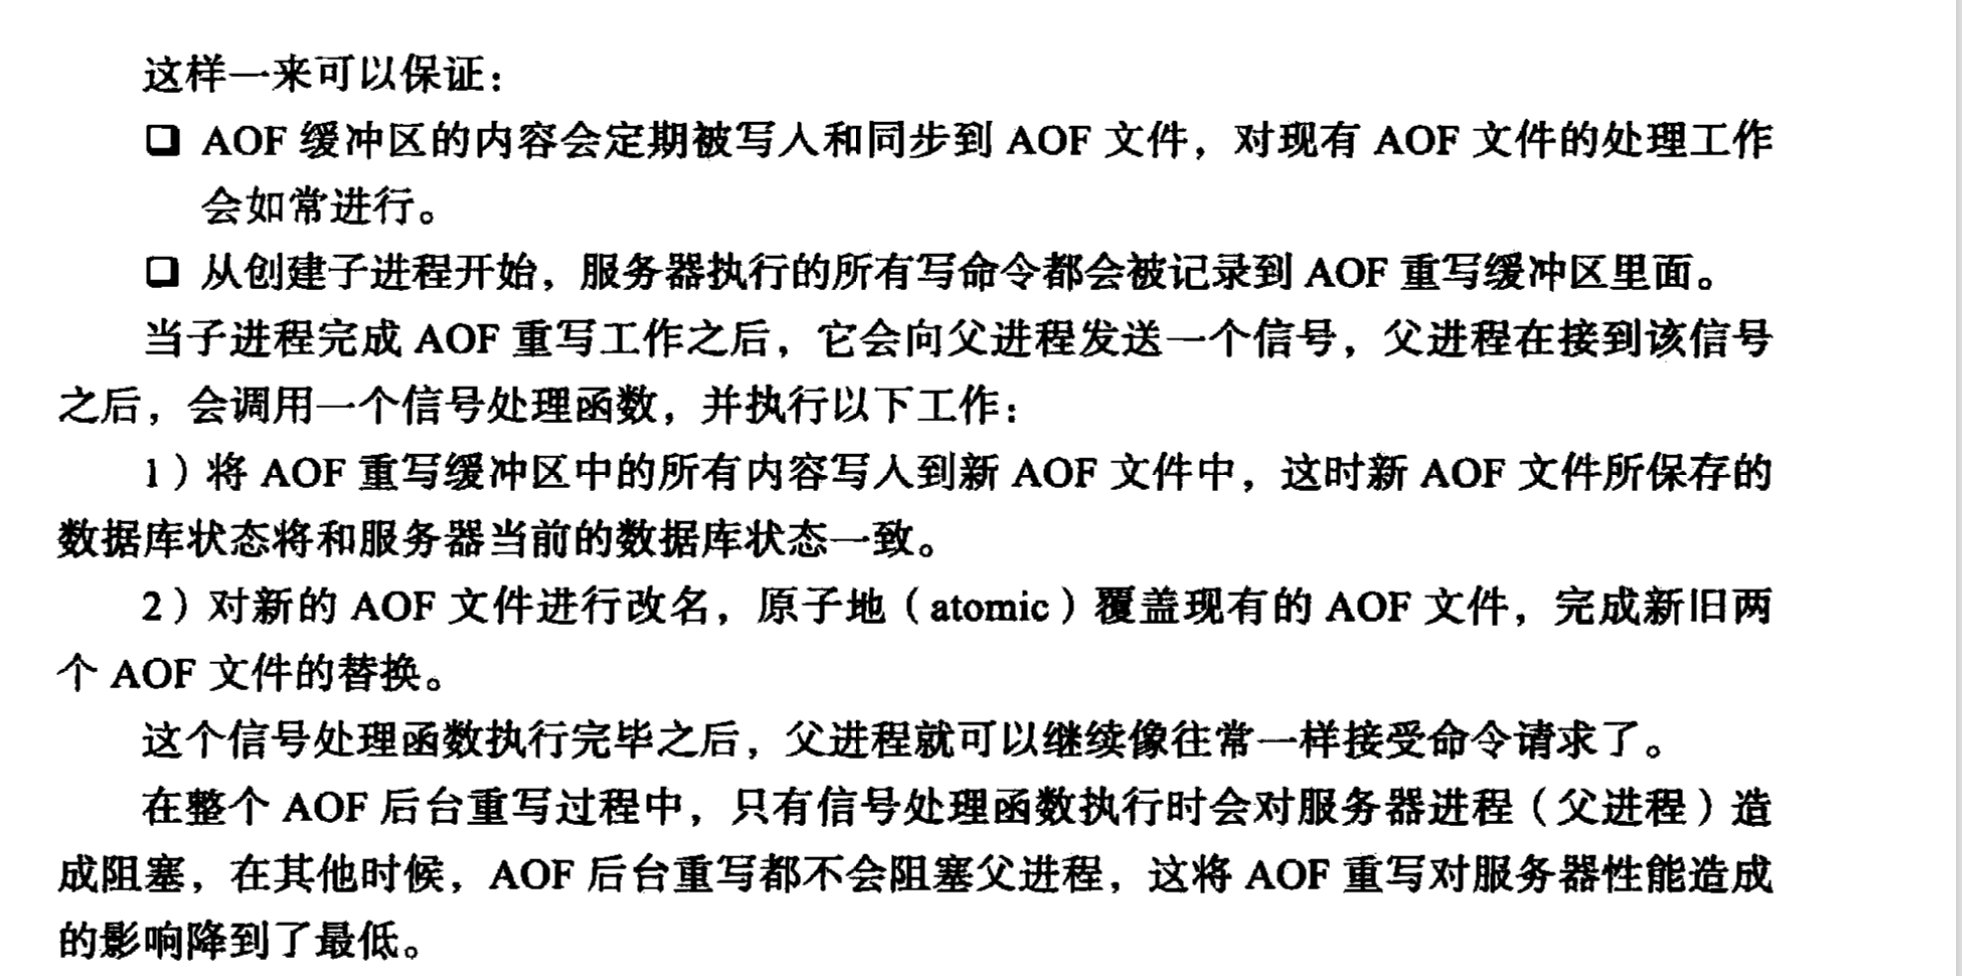 这样一来可以保证：
❑ AOF 缓冲区的内容会定期被写入和同步到 AOF 文件，对现有 AOF 文件的处理工作
会如常进行。
❑ 从创建子进程开始，服务器执行的所有写命令都会被记录到 AOF 重写缓冲区里面。
当子进程完成 AOF 重写工作之后，它会向父进程发送一个信号，父进程在接到该信号
之后，会调用一个信号处理函数，并执行以下工作：
1）将 AOF 重写缓冲区中的所有内容写入到新 AOF 文件中，这时新 AOF 文件所保存的
数据库状态将和服务器当前的数据库状态一致。
2）对新的 AOF 文件进行改名，原子地（atomic）覆盖现有的 AOF 文件，完成新旧两
个 AOF 文件的替换。
这个信号处理函数执行完毕之后，父进程就可以继续像往常一样接受命令请求了。
在整个 AOF 后台重写过程中，只有信号处理函数执行时会对服务器进程（父进程）造
成阻塞，在其他时候，AOF 后台重写都不会阻塞父进程，这将 AOF 重写对服务器性能造成
的影响降到了最低。